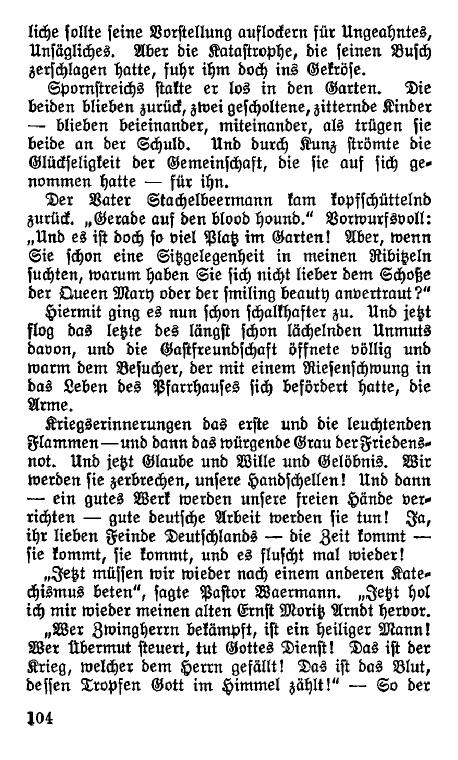 liche sollte seine Vorstellung auflockern für Ungeahntes,
Unsägliches. Aber die Katastrophe, die seinen Busch
zerschlagen hatte, fuhr ihm doch ins Gekröse.
Spornstreichs stakte er los in den Garten. Die
beiden blieben zurück, zwei gescholtene, zitternde Kinder
— blieben beieinander, miteinander, als trügen sie
beide an der Schuld. Und durch Kunz strömte die
Glückseligkeit der Gemeinschaft, die sie auf sich ge-
nommen hatte — für ihn.
Der Vater Stachelbeermann kam kopfschüttelnd
zurück. „Gerade auf den blood hound.“ Vorwurfsvoll:
„Und es ist doch so viel Platz im Garten! Aber, wenn
Sie schon eine Sitzgelegenheit in meinen Ribitzeln
suchten, warum haben Sie sich nicht lieber dem Schoße
der Queen Mary oder der smiling beauty anvertraut?“
Hiermit ging es nun schon schalkhafter zu. Und jetzt
flog das letzte des längst schon lächelnden Unmuts
davon, und die Gastfreundschaft öffnete völlig und
warm dem Besucher, der mit einem Riesenschwung in
das Leben des Pfarrhauses sich befördert hatte, die
Arme.
Kriegserinnerungen das erste und die leuchtenden
Flammen — und dann das würgende Grau der Friedens-
not. Und jetzt Glaube und Wille und Gelöbnis. Wir
werden sie zerbrechen, unsere Handschellen! Und dann
— ein gutes Werk werden unsere freien Hände ver-
richten — gute deutsche Arbeit werden sie tun! Ja,
ihr lieben Feinde Deutschlands — die Zeit kommt —
sie kommt, sie kommt, und es fluscht mal wieder!
„Jetzt müssen wir wieder nach einem anderen Kate-
chismus beten“, sagte Pastor Waermann. „Jetzt hol
ich mir wieder meinen alten Ernst Moritz Arndt hervor.
„Wer Zwingherrn bekämpft, ist ein heiliger Mann!
Wer Übermut steuert, tut Gottes Dienst! Das ist der
Krieg, welcher dem Herrn gefällt! Das ist das Blut,
dessen Tropfen Gott im Himmel zählt!“ — So der
104